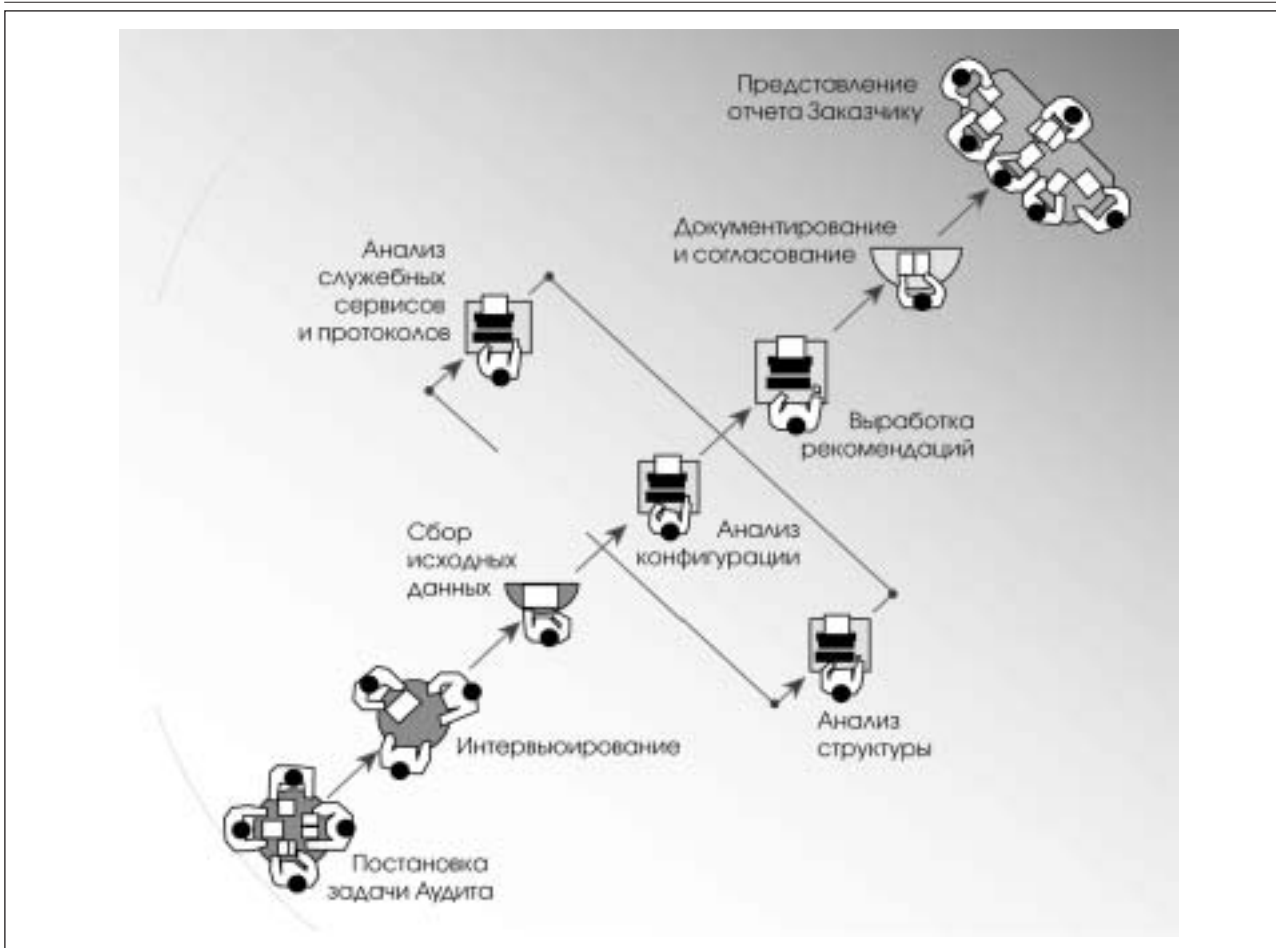 Представление
отчета Заказчику
Документирование
и согласование
Анализ
служебных
сервисов
и протоколов
Выработка
рекомендаций
Анализ
конфигурации
Сбор
исходных
данных
Анализ
структуры
Интервьюирование
Постановка
задачи Аудита